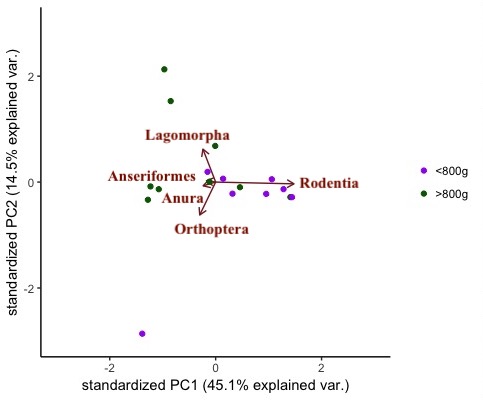 standardized PC2 (14.5% explained var.)
2
0
-2
Lagomorpha
Anseriformes
Anura
Rodentia
Orthoptera
<800g
>800g
-2
0
2
standardized PC1 (45.1% explained var.)